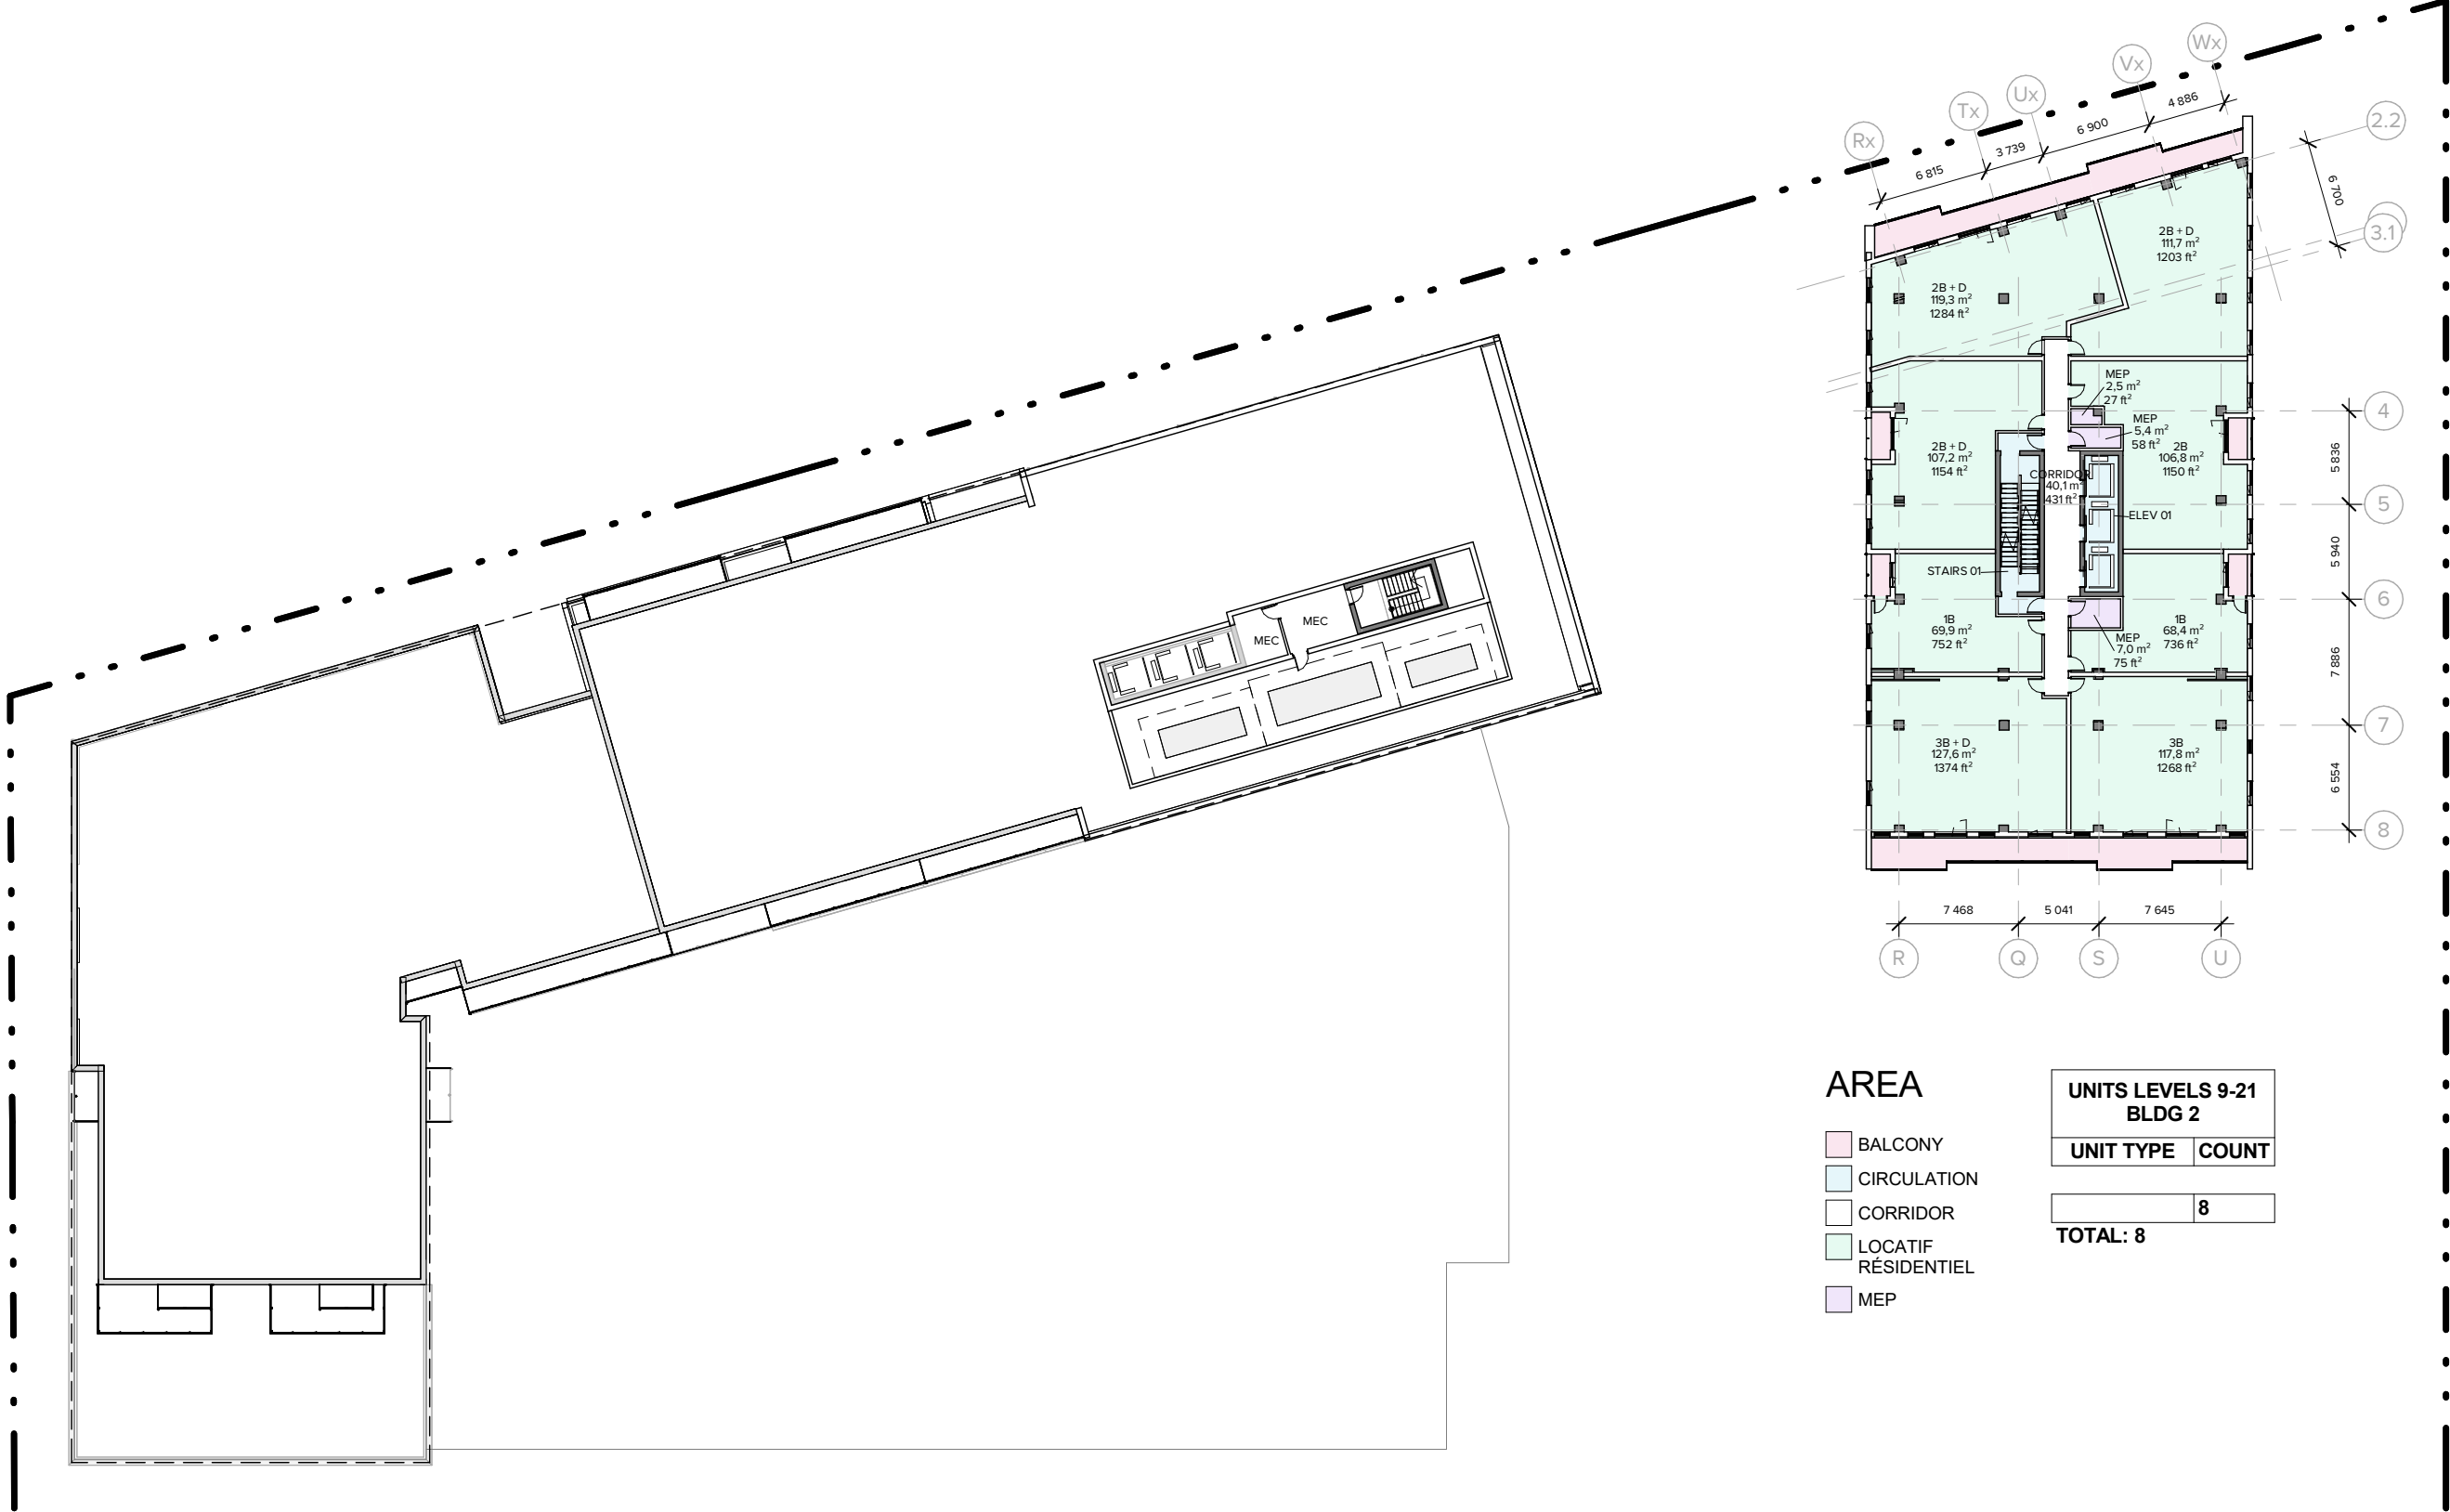 Wx
Vx
Ux
Tx
Rx
4 886
6 900
3 739
6 815
2.2
6 700
3.1
2B + D
111,7 m²
1203 ft²
2B + D
119,3 m²
1284 ft²
MEP
2,5 m²
27 ft²
4
MEP
5,4 m²
58 ft²
2B + D
107,2 m²
1154 ft²
2B
106,8 m²
1150 ft²
5 836
CORRIDOR
40,1 m²
431 ft²
5
ELEV 01
5 940
STAIRS 01
6
1B
69,9 m²
752 ft²
1B
68,4 m²
736 ft²
MEP
7,0 m²
75 ft²
7 886
MEC
MEC
7
3B + D
127,6 m²
1374 ft²
3B
117,8 m²
1268 ft²
6 554
8
7 468
5 041
7 645
R
Q
S
U
AREA
BALCONY
CIRCULATION
CORRIDOR
LOCATIF
RÉSIDENTIEL
MEP
UNITS LEVELS 9-21
BLDG 2
UNIT TYPE COUNT
8
TOTAL: 8